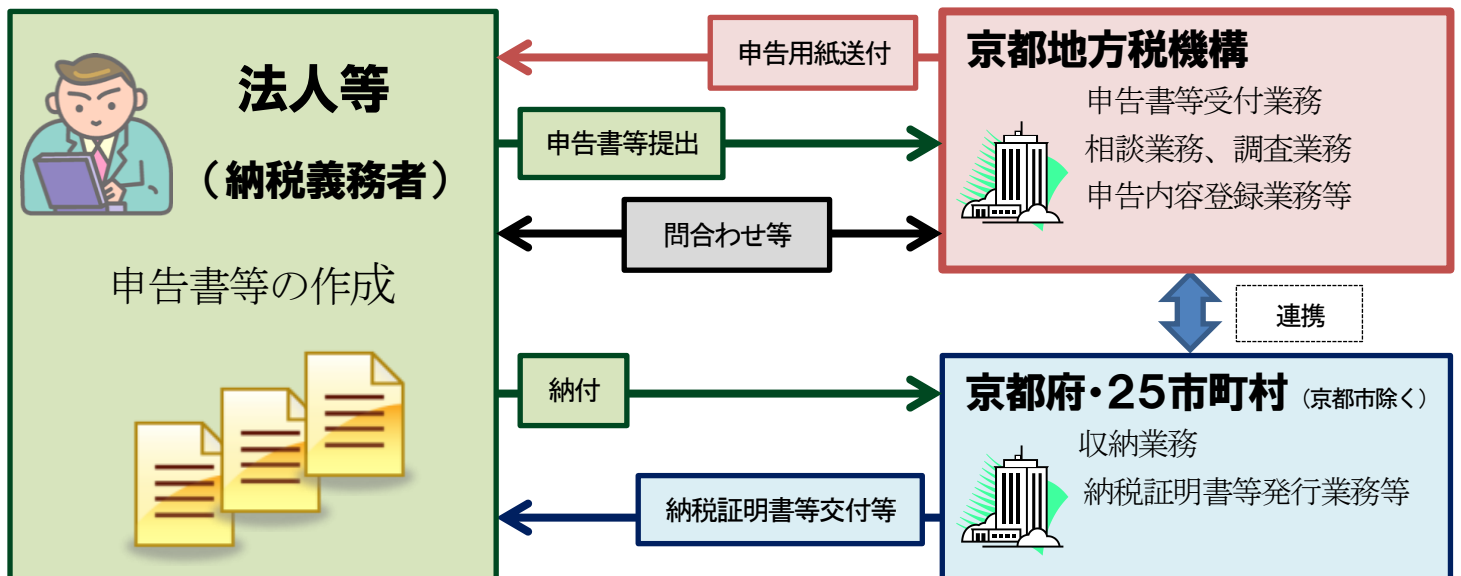 法人等
（納税義務者）
申告書等の作成
申告用紙送付
申告書等提出
問合わせ等
納付
納税証明書等交付等
京都地方税機構
申告書等受付業務
相談業務、調査業務
申告内容登録業務等
連携
京都府・25市町村（京都市除く）
収納業務
納税証明書等発行業務等